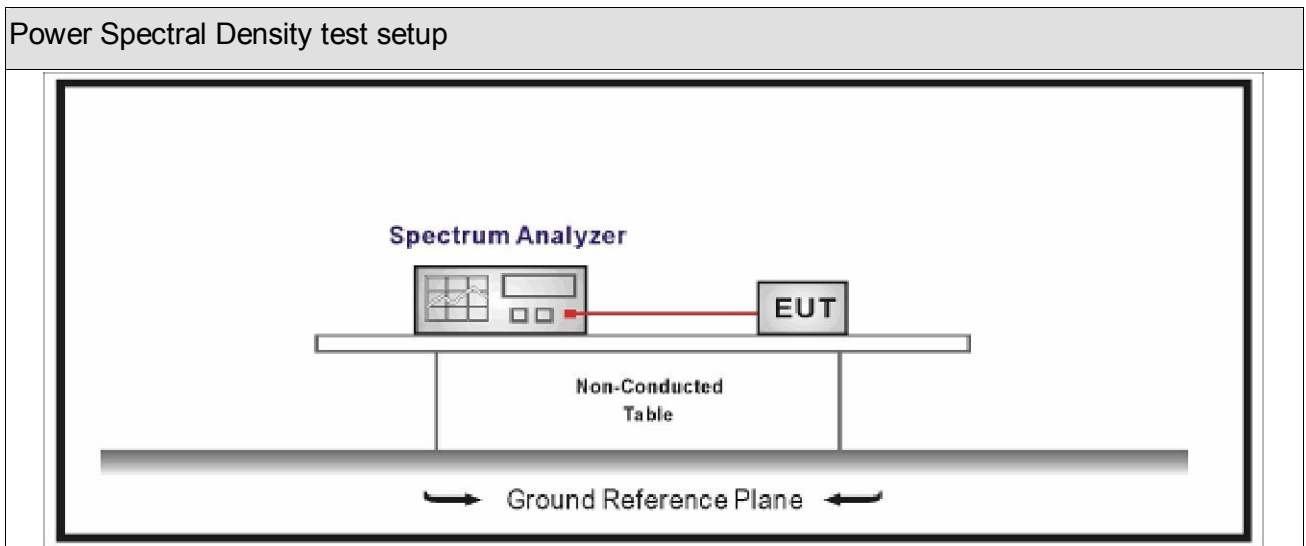 Power Spectral Density test setup
Spectrum Analyzer
EUT
Non-Conducted
Table
Ground Reference Plane